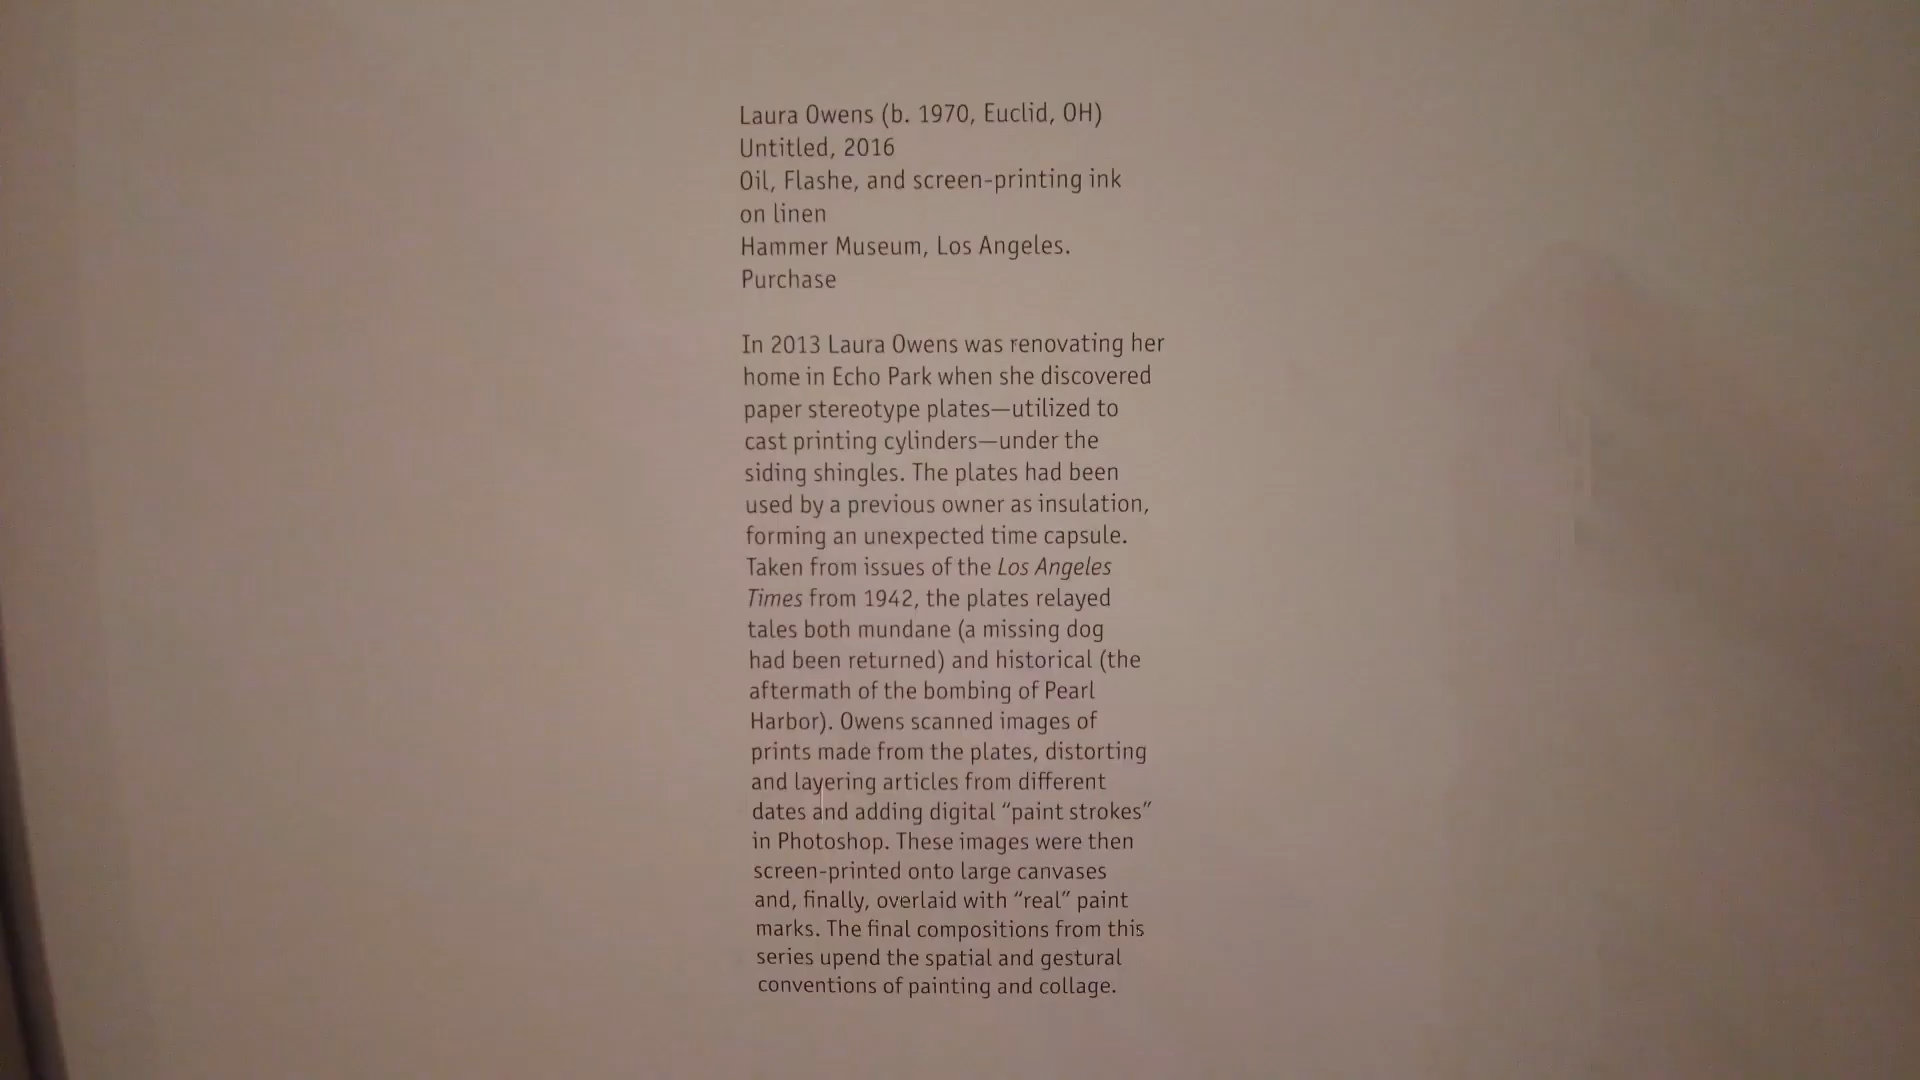 Laura Owens (b. 1970, Euclid, OH)
Untitled, 2016
Oil, Flashe, and screen-printing ink
on linen
Hammer Museum, Los Angeles.
Purchase
In 2013 Laura Owens was renovating her
home in Echo Park when she discovered
paper stereotype plates—utilized to
cast printing cylinders—under the
siding shingles. The plates had been
used by a previous owner as insulation,
forming an unexpected time capsule.
Taken from issues of the Los Angeles
Times from 1942, the plates relayed
tales both mundane (a missing dog
had been returned) and historical (the
aftermath of the bombing of Pearl
Harbor). Owens scanned images of
prints made from the plates, distorting
and layering articles from different
dates and adding digital “paint strokes”
in Photoshop. These images were then
screen-printed onto large canvases
and, finally, overlaid with “real” paint
marks. The final compositions from this
series upend the spatial and gestural
conventions of painting and collage.